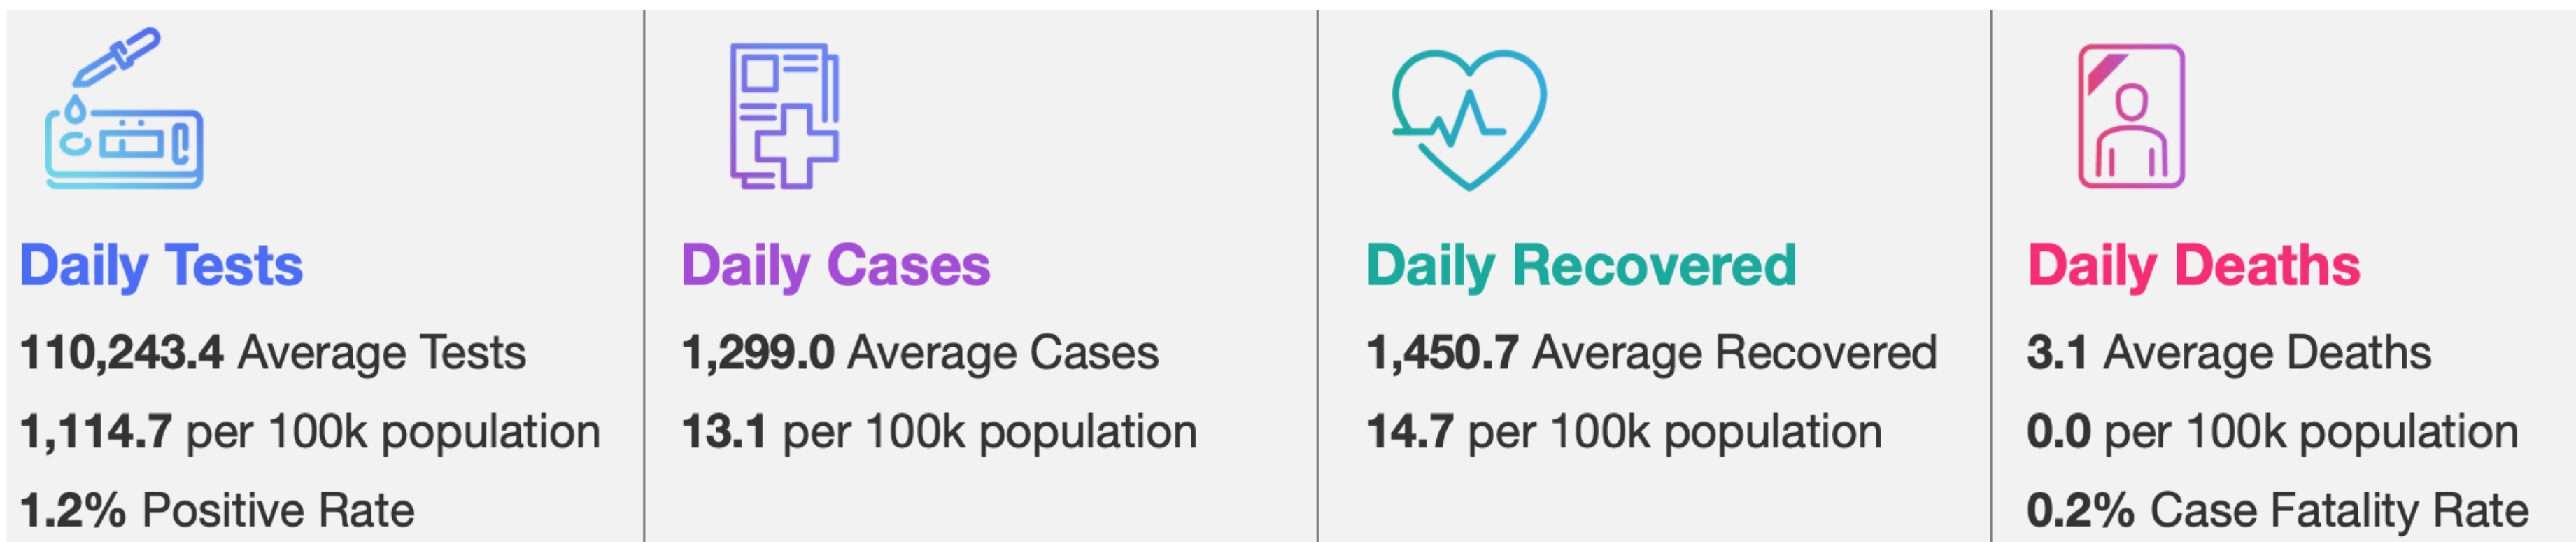 Daily Tests
110,243.4 Average Tests
1,114.7 per 100k population
1.2% Positive Rate
Daily Cases
1,299.0 Average Cases
13.1 per 100k population
Daily Recovered
1,450.7 Average Recovered
14.7 per 100k population
Daily Deaths
3.1 Average Deaths
0.0 per 100k population
0.2% Case Fatality Rate